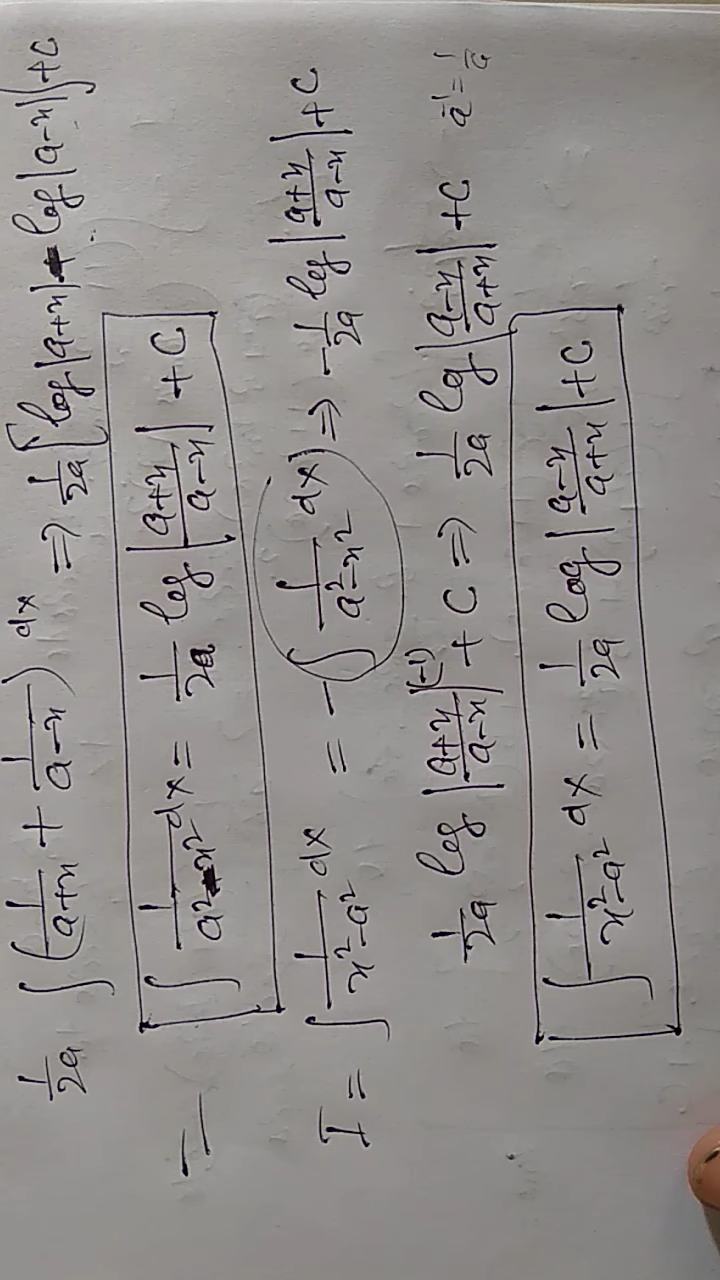 1/2a ∫ (1/(a+x) + 1/(a-x)) dx ⇒ 1/2a [log|a+x| - log|a-x|] + C
= ∫ 1/(a²-x²) dx = 1/2a log |(a+x)/(a-x)| + C
I = ∫ 1/(x²-a²) dx = - ∫ 1/(a²-x²) dx ⇒ - 1/2a log |(a+x)/(a-x)| + C
1/2a log |(a+x)/(a-x)|^(-1) + C ⇒ 1/2a log |(a-x)/(a+x)| + C a⁻¹ = 1/a
∫ 1/(x²-a²) dx = 1/2a log |(a-x)/(a+x)| + C